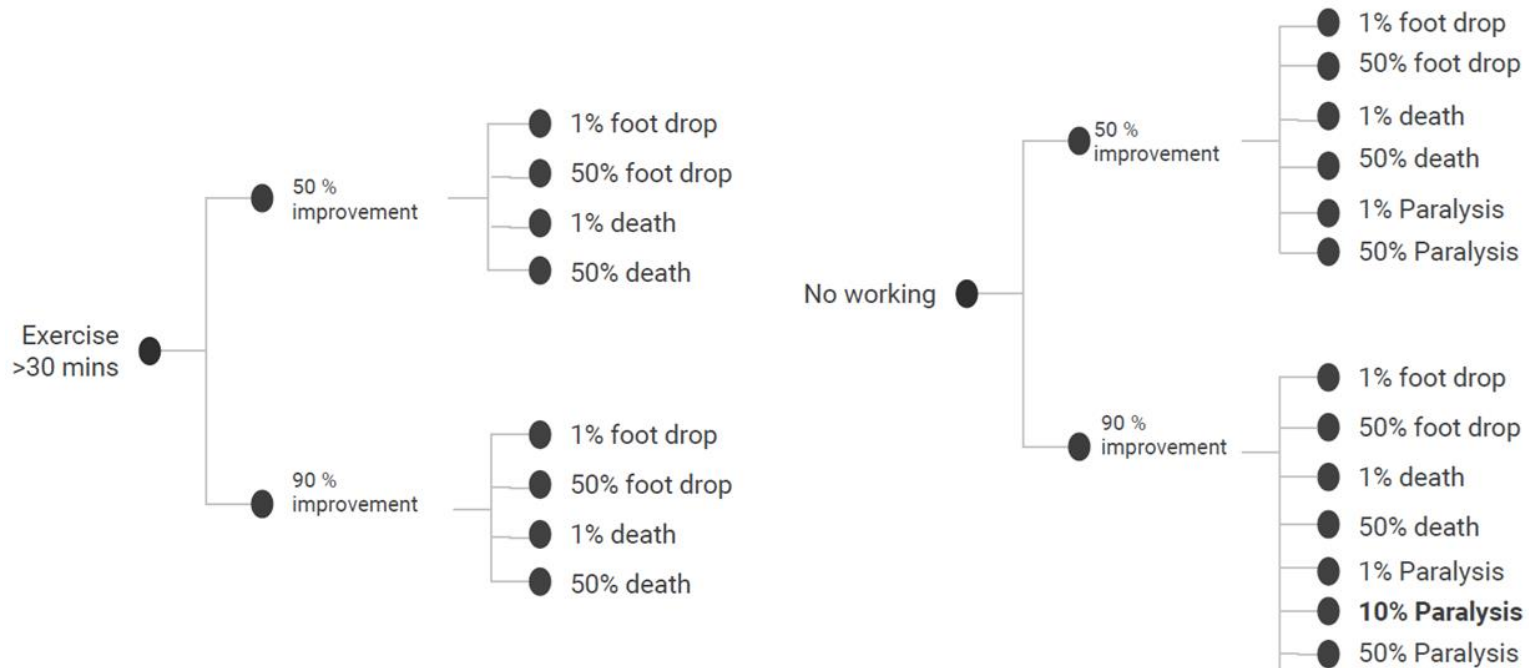 Exercise
>30 mins
50 %
improvement
1% foot drop
50% foot drop
1% death
50% death
90 %
improvement
1% foot drop
50% foot drop
1% death
50% death
No working
50 %
improvement
1% foot drop
50% foot drop
1% death
50% death
1% Paralysis
50% Paralysis
90 %
improvement
1% foot drop
50% foot drop
1% death
50% death
1% Paralysis
10% Paralysis
50% Paralysis